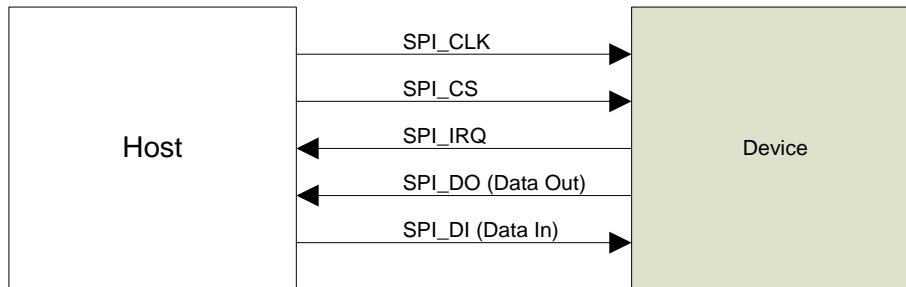 SPI_CLK
SPI_CS
Host
SPI_IRQ
Device
SPI_DO (Data Out)
SPI_DI (Data In)